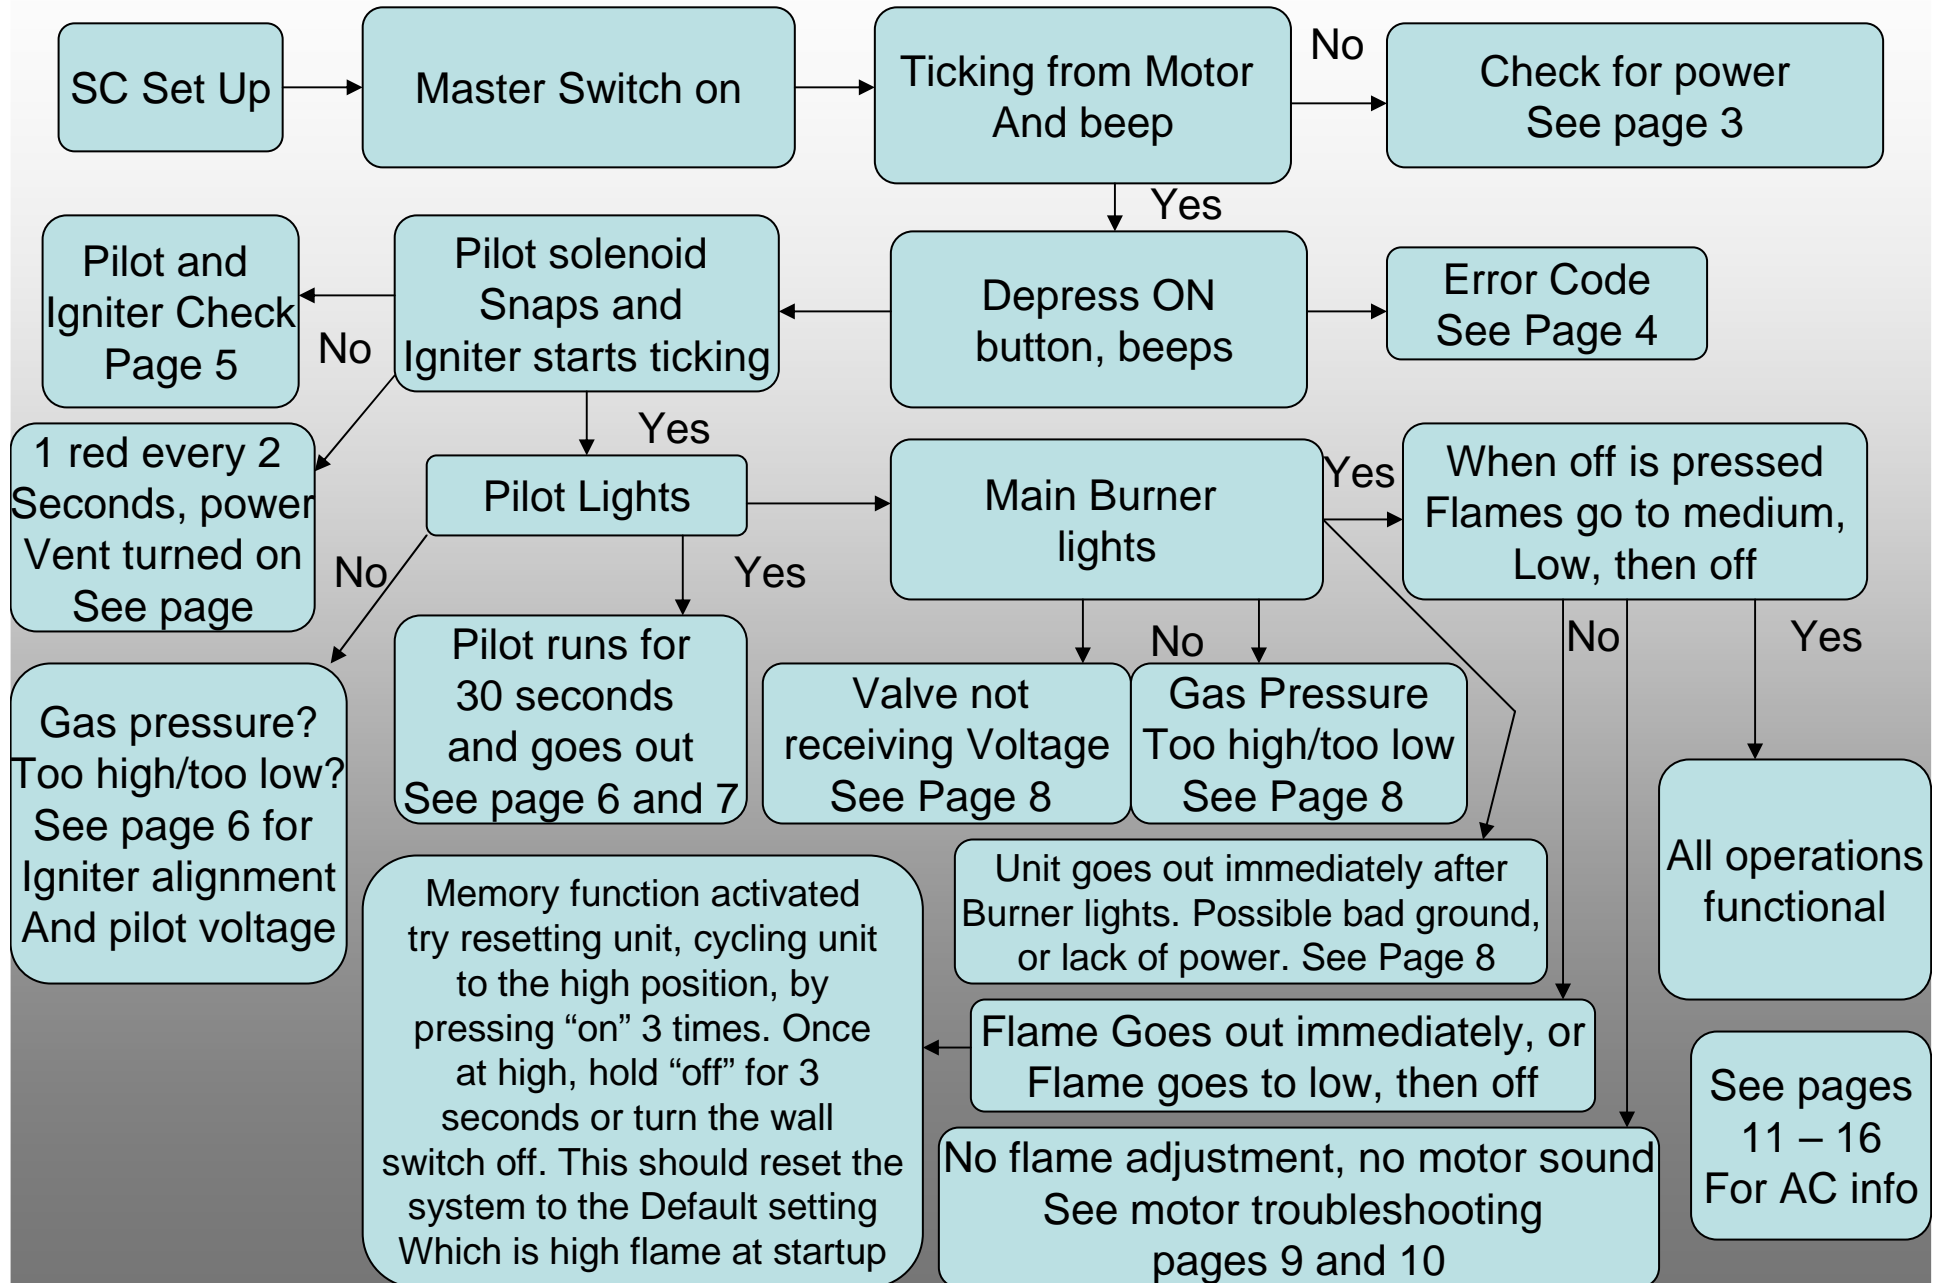 SC Set Up
Master Switch on
Ticking from Motor
And beep
No
Check for power
See page 3
Yes
Pilot and
Igniter Check
Page 5
No
Pilot solenoid
Snaps and
Igniter starts ticking
Depress ON
button, beeps
Error Code
See Page 4
Yes
1 red every 2
Seconds, power
Vent turned on
See page
Pilot Lights
Main Burner
lights
Yes
When off is pressed
Flames go to medium,
Low, then off
No
Yes
No
No
Yes
Gas pressure?
Too high/too low?
See page 6 for
Igniter alignment
And pilot voltage
Pilot runs for
30 seconds
and goes out
See page 6 and 7
Valve not
receiving Voltage
See Page 8
Gas Pressure
Too high/too low
See Page 8
All operations
functional
Unit goes out immediately after
Burner lights. Possible bad ground,
or lack of power. See Page 8
Memory function activated
try resetting unit, cycling unit
to the high position, by
pressing “on” 3 times. Once
at high, hold “off” for 3
seconds or turn the wall
switch off. This should reset the
system to the Default setting
Which is high flame at startup
Flame Goes out immediately, or
Flame goes to low, then off
No flame adjustment, no motor sound
See motor troubleshooting
pages 9 and 10
See pages
11 – 16
For AC info